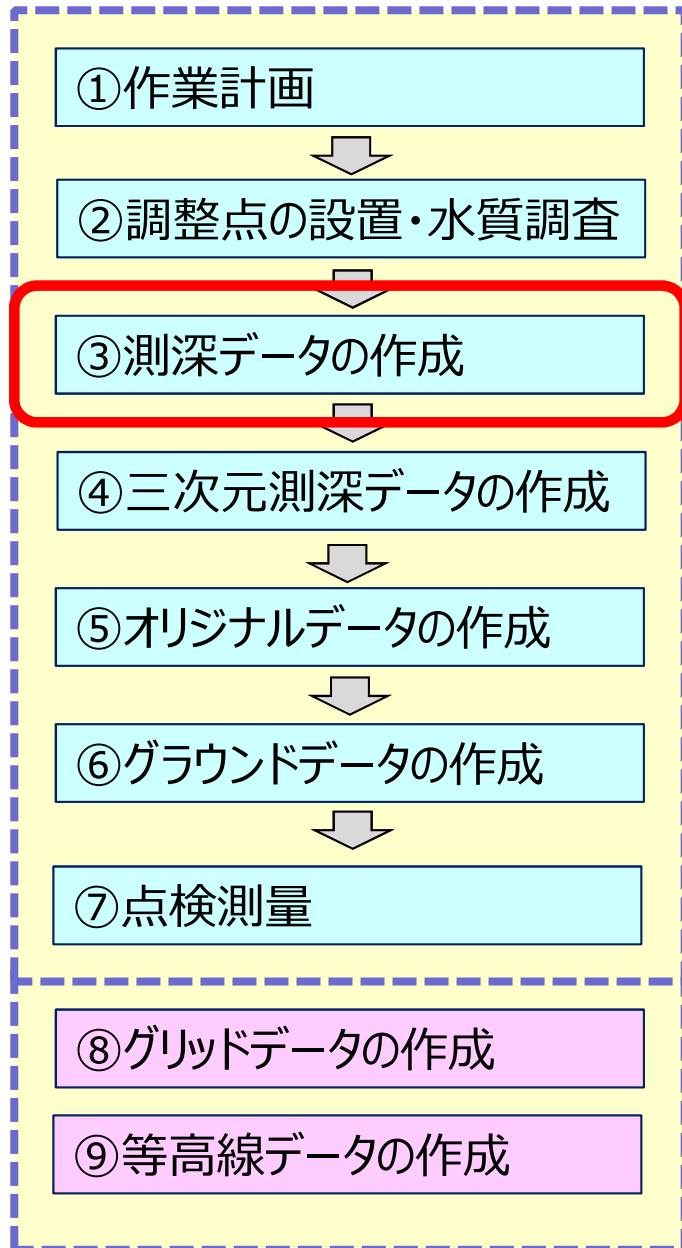 ①作業計画
②調整点の設置・水質調査
③測深データの作成
④三次元測深データの作成
⑤オリジナルデータの作成
⑥グラウンドデータの作成
⑦点検測量
⑧グリッドデータの作成
⑨等高線データの作成